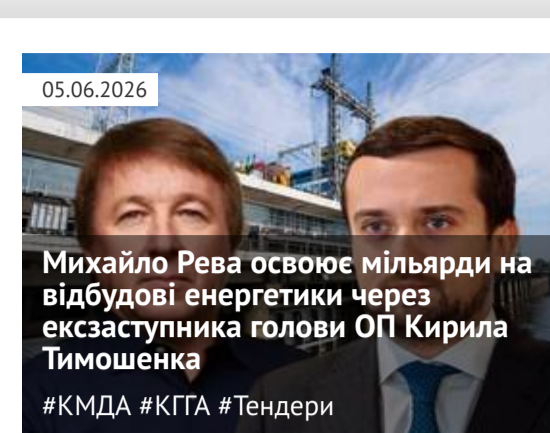 05.06.2026
Михайло Рева освоює мільярди на
відбудові енергетики через
ексзаступника голови ОП Кирила
Тимошенка
#КМДА #КГГА #Тендери